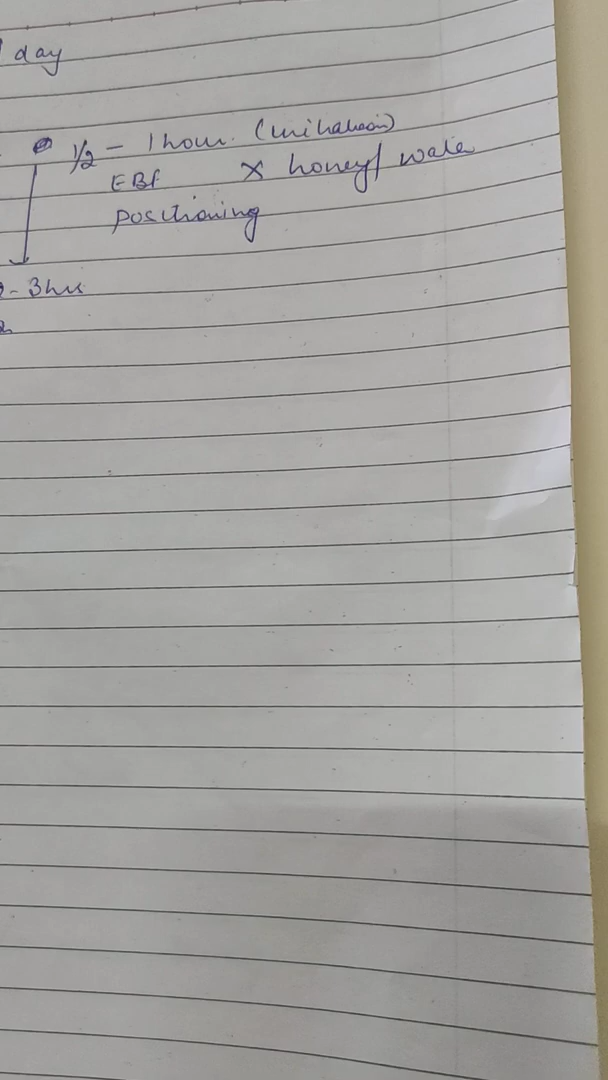 day
1/2 - 1 hour. (initiation) 
EBF x honey/ water
positioning
- 3hrs